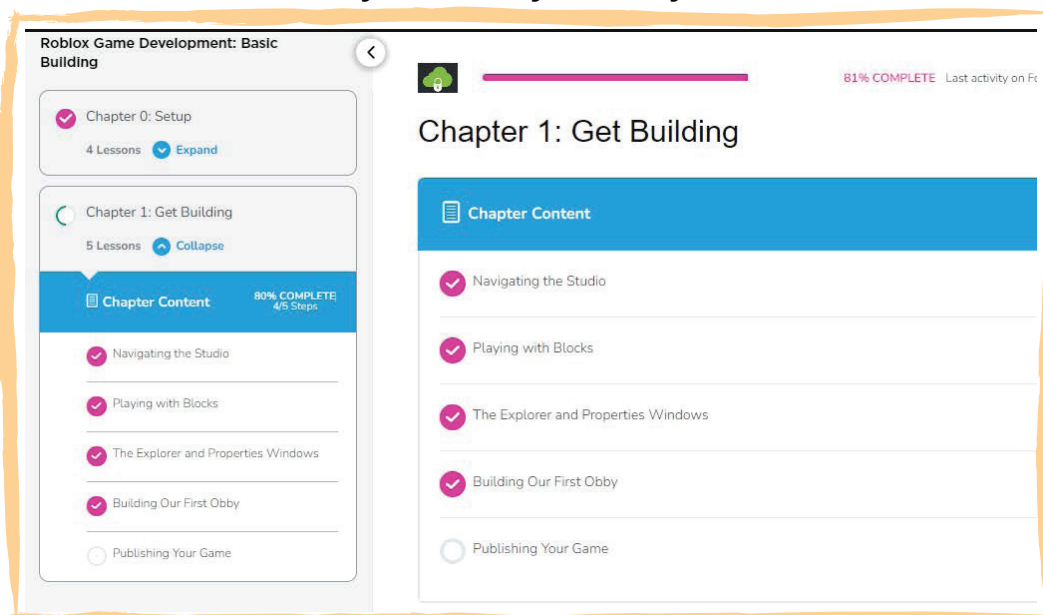 Roblox Game Development: Basic
Building
Chapter 0: Setup
4 Lessons Expand
Chapter 1: Get Building
5 Lessons Collapse
Chapter Content
80% COMPLETE
4/5 Steps
Navigating the Studio
Playing with Blocks
The Explorer and Properties Windows
Building Our First Obby
Publishing Your Game
81% COMPLETE Last activity on
Chapter 1: Get Building
Chapter Content
Navigating the Studio
Playing with Blocks
The Explorer and Properties Windows
Building Our First Obby
Publishing Your Game